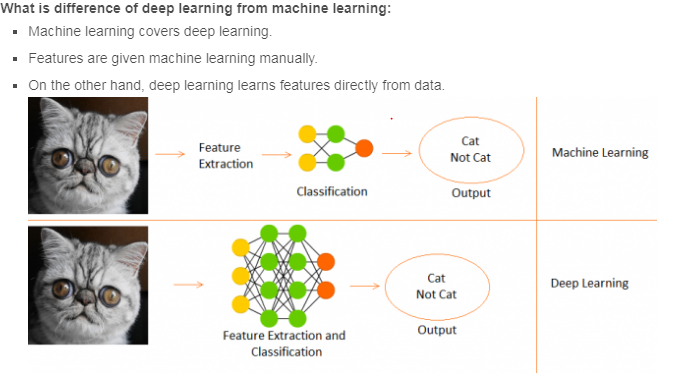 What is difference of deep learning from machine learning:
▪ Machine learning covers deep learning.
▪ Features are given machine learning manually.
▪ On the other hand, deep learning learns features directly from data.
Feature
Extraction
Classification
Cat
Not Cat
Output
Machine Learning
Feature Extraction and
Classification
Cat
Not Cat
Output
Deep Learning